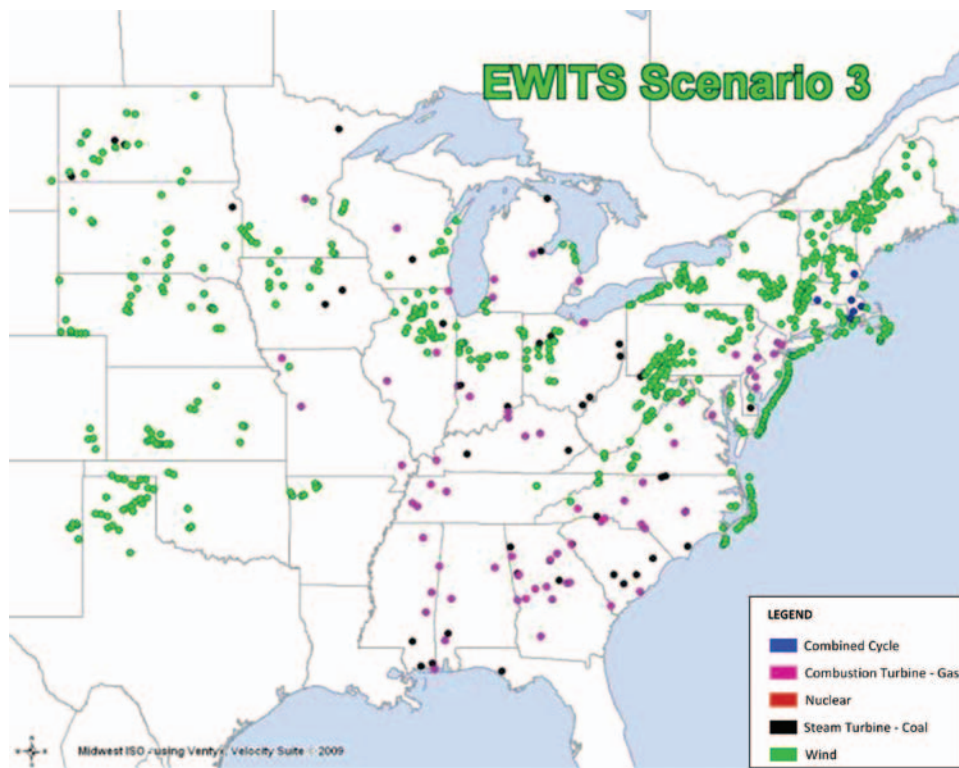 EWITS Scenario 3
LEGEND
Combined Cycle
Combustion Turbine - Gas
Nuclear
Steam Turbine - Coal
Wind
Midwest ISO - using Ventyx, Velocity Suite © 2009